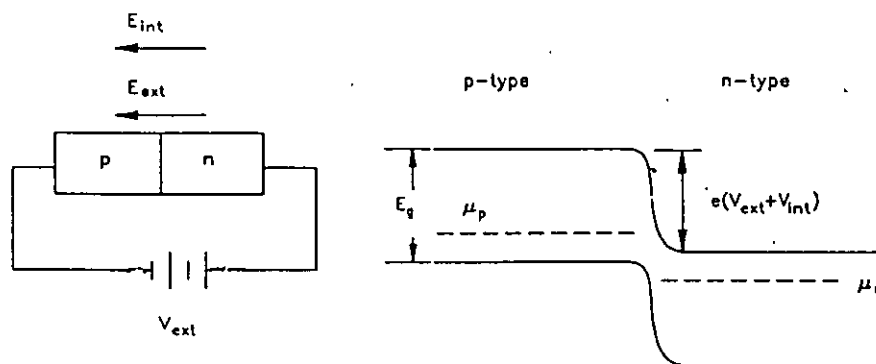 E_int
E_ext
p n
V_ext
p-type n-type
E_g
μ_p
e(V_ext+V_int)